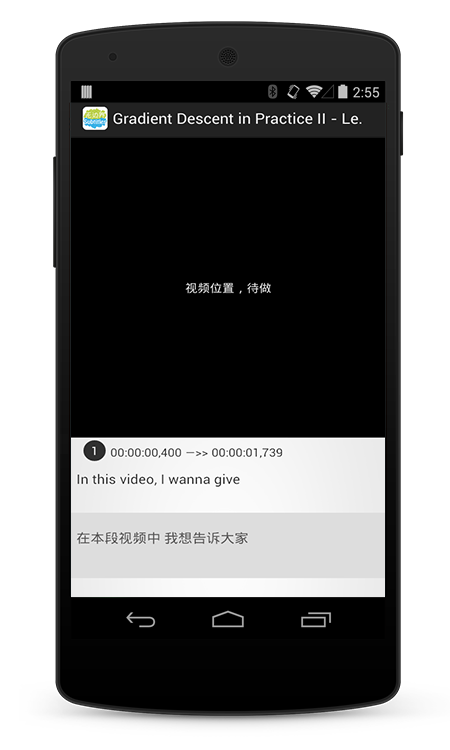 2:55
Gradient Descent in Practice II - Le.
视频位置，待做
1 00:00:00,400 —>> 00:00:01,739
In this video, I wanna give
在本段视频中 我想告诉大家